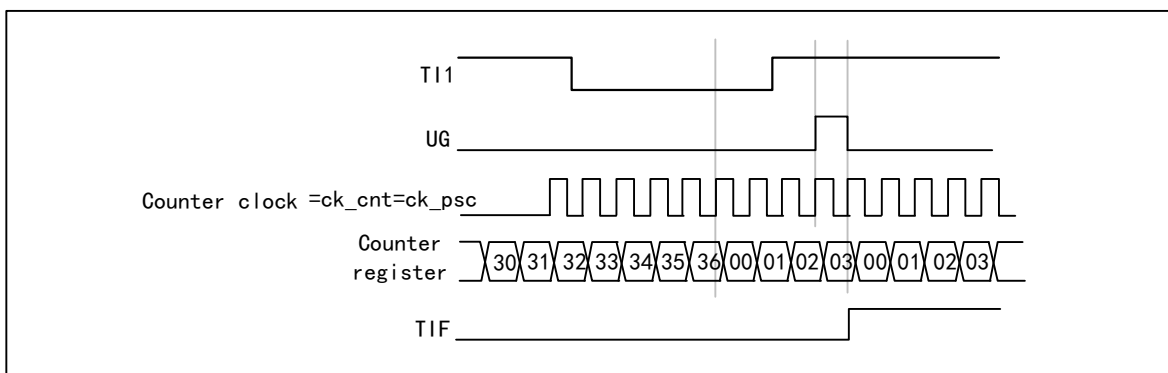 TI1
UG
Counter clock =ck_cnt=ck_psc
Counter
register
30 31 32 33 34 35 36 00 01 02 03 00 01 02 03
TIF